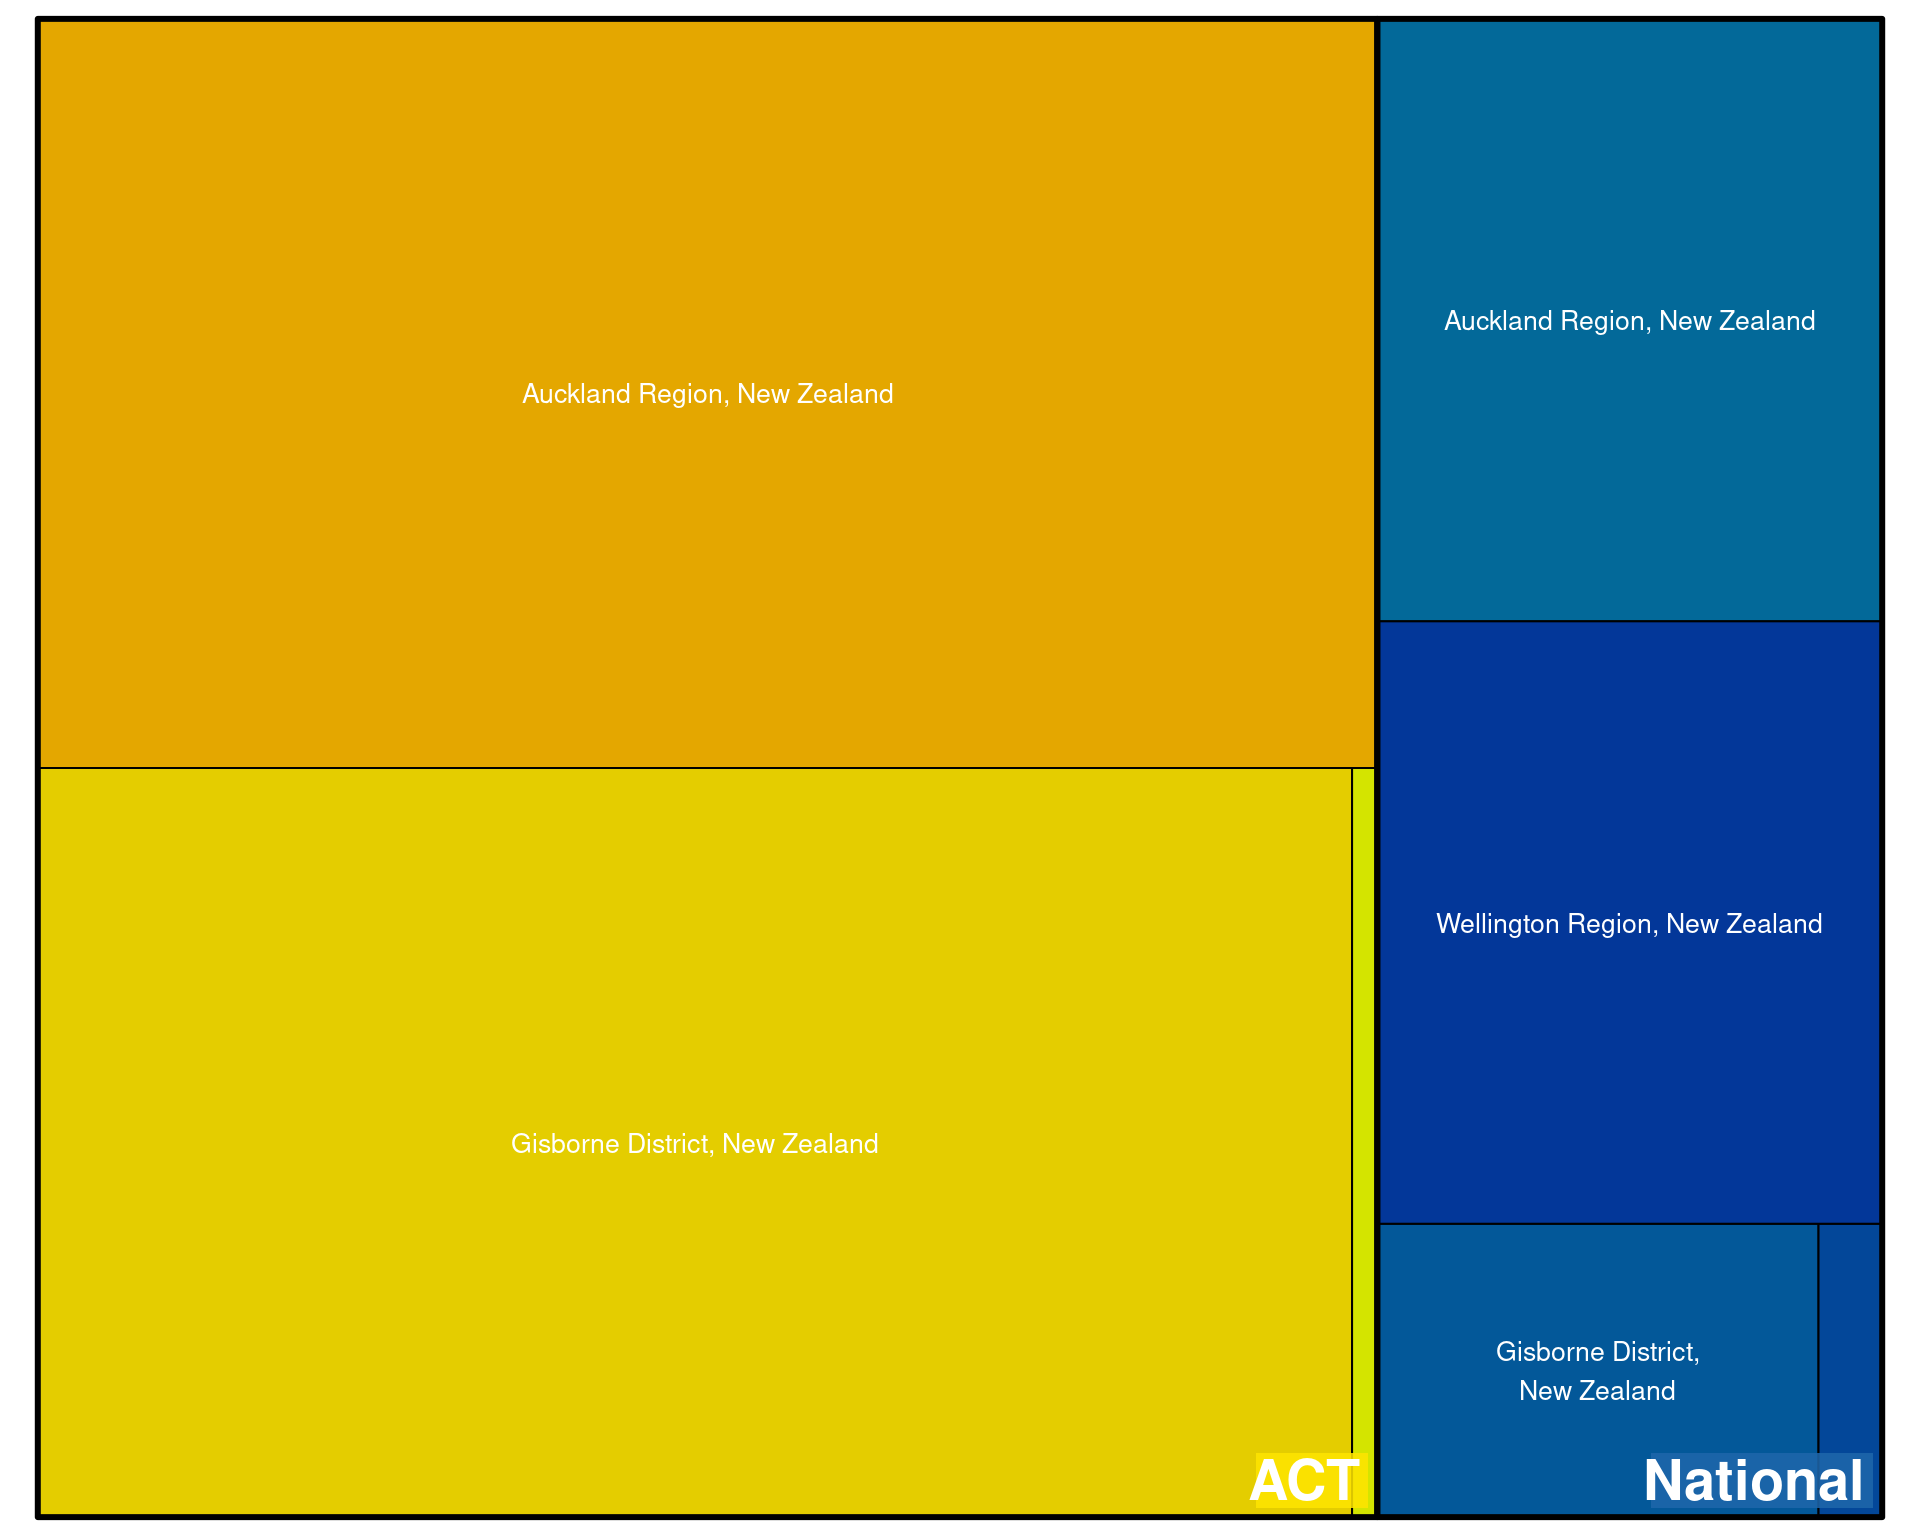 Auckland Region, New Zealand
Gisborne District, New Zealand
ACT
Auckland Region, New Zealand
Wellington Region, New Zealand
Gisborne District,
New Zealand
National